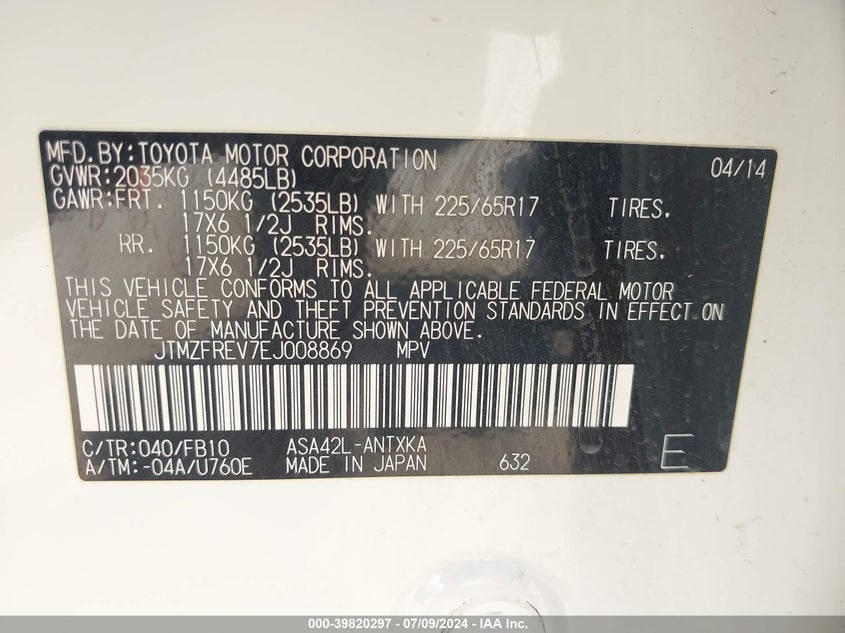 MFD.BY:TOYOTA MOTOR CORPORATION 04/14
GVWR:2035KG (4485LB)
GAWR:FRT. 1150KG (2535LB) WITH 225/65R17 TIRES.
17X6 1/2J RIMS.
RR. 1150KG (2535LB) WITH 225/65R17 TIRES.
17X6 1/2J RIMS.
THIS VEHICLE CONFORMS TO ALL APPLICABLE FEDERAL MOTOR
VEHICLE SAFETY AND THEFT PREVENTION STANDARDS IN EFFECT ON
THE DATE OF MANUFACTURE SHOWN ABOVE.
JTMZFREV7EJ008869 MPV
C/TR:040/FB10 ASA42L-ANTXKA
A/TM:-04A/U760E MADE IN JAPAN 632 E
000-39820297 - 07/09/2024 - IAA Inc.